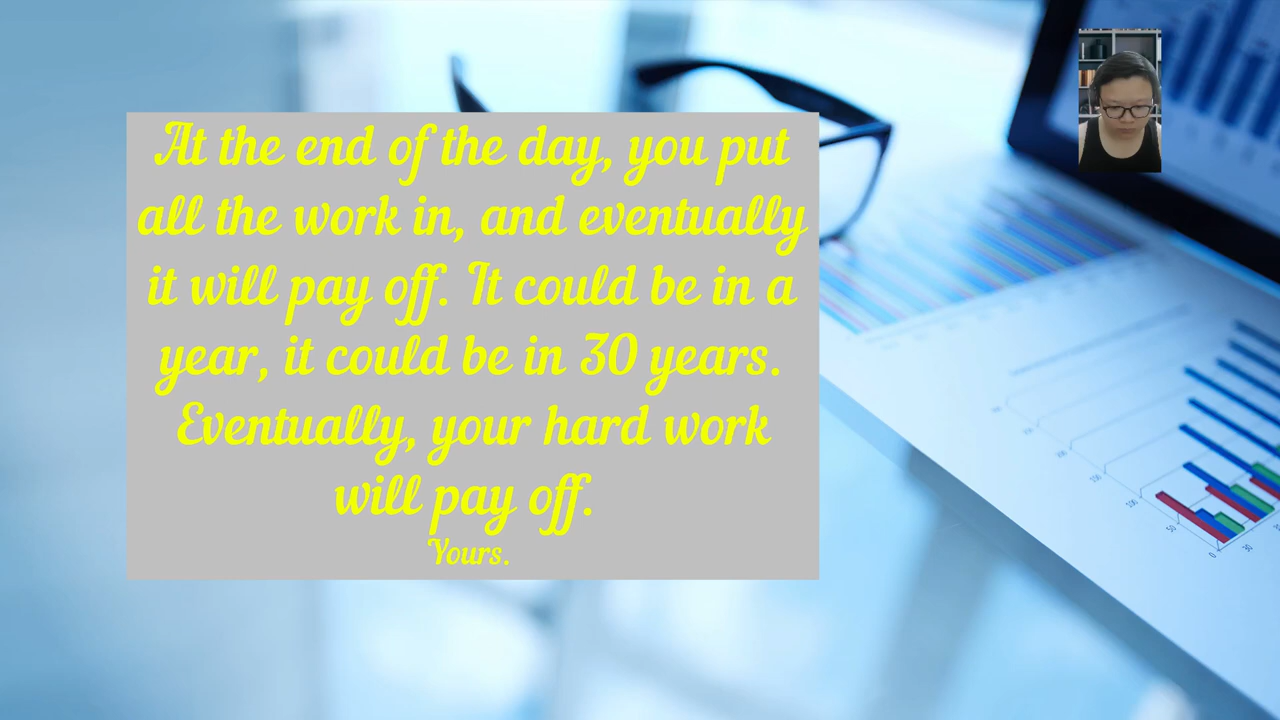 At the end of the day, you put
all the work in, and eventually
it will pay off. It could be in a
year, it could be in 30 years.
Eventually, your hard work
will pay off.
Yours.